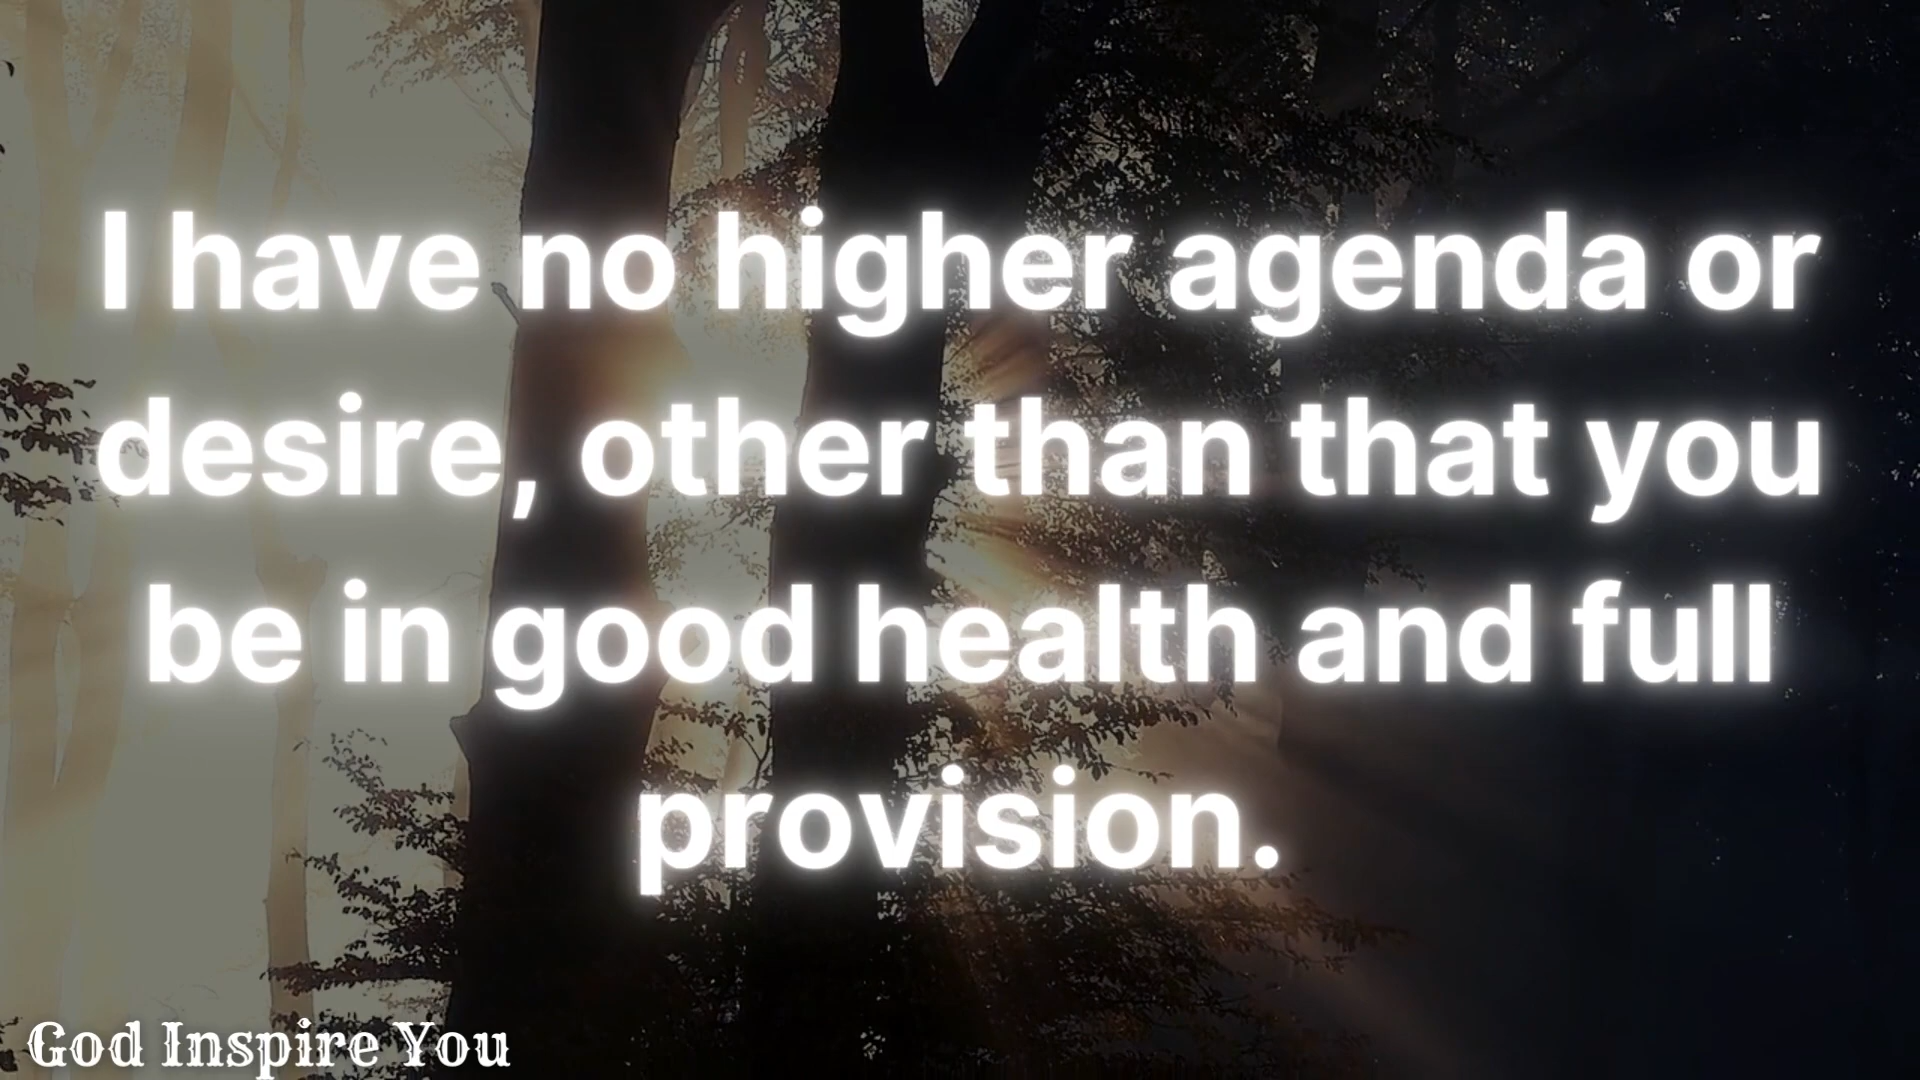 I have no higher agenda or
desire, other than that you
be in good health and full
provision.
God Inspire You